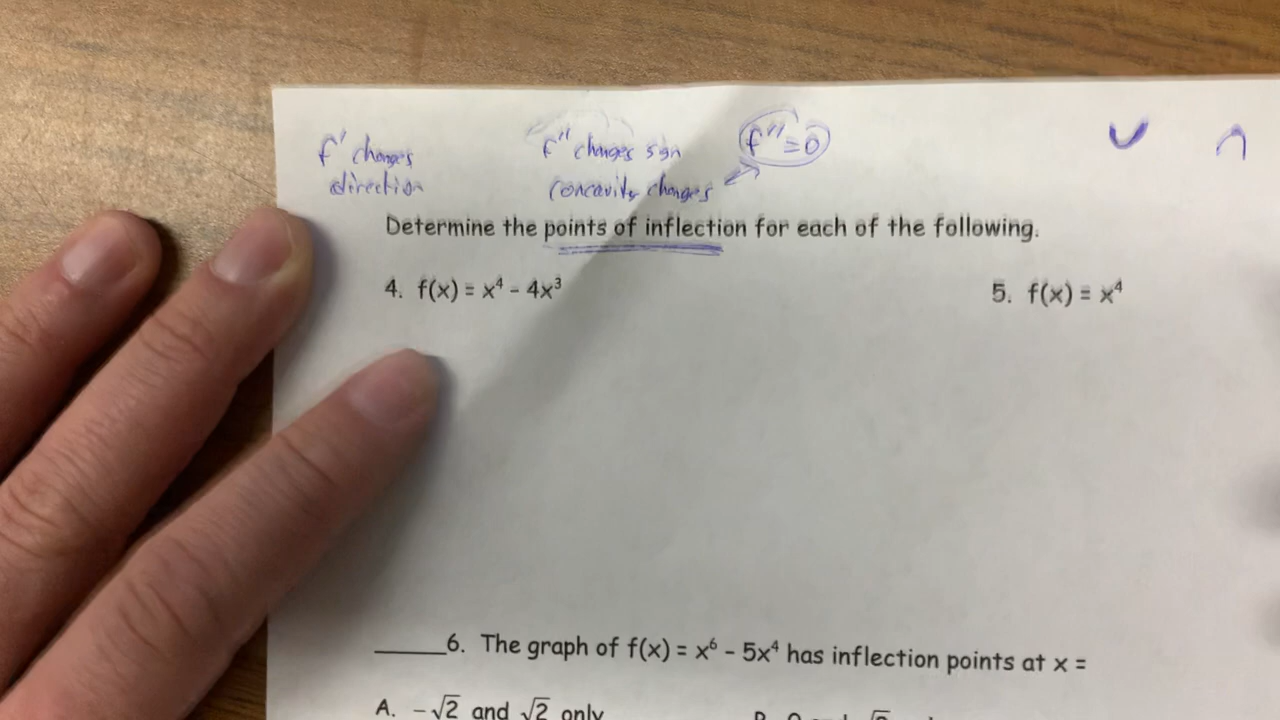 f' changes f'' changes sign f'' = 0
direction concavity changes
Determine the points of inflection for each of the following.
4. f(x) = x⁴ - 4x³ 5. f(x) = x⁴
_____6. The graph of f(x) = x⁶ - 5x⁴ has inflection points at x =
A. -√2 and √2 only